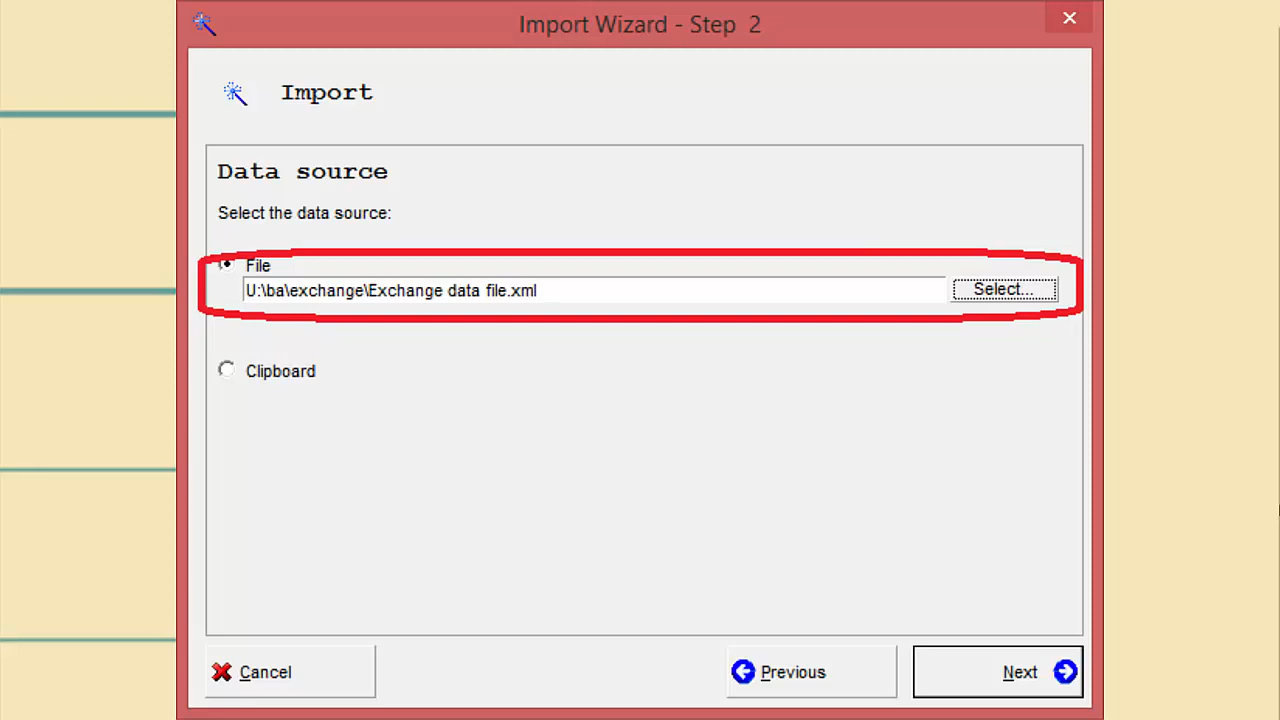 Import Wizard - Step 2
Import
Data source
Select the data source:
File
U:\ba\exchange\Exchange data file.xml
Select...
Clipboard
Cancel
Previous
Next